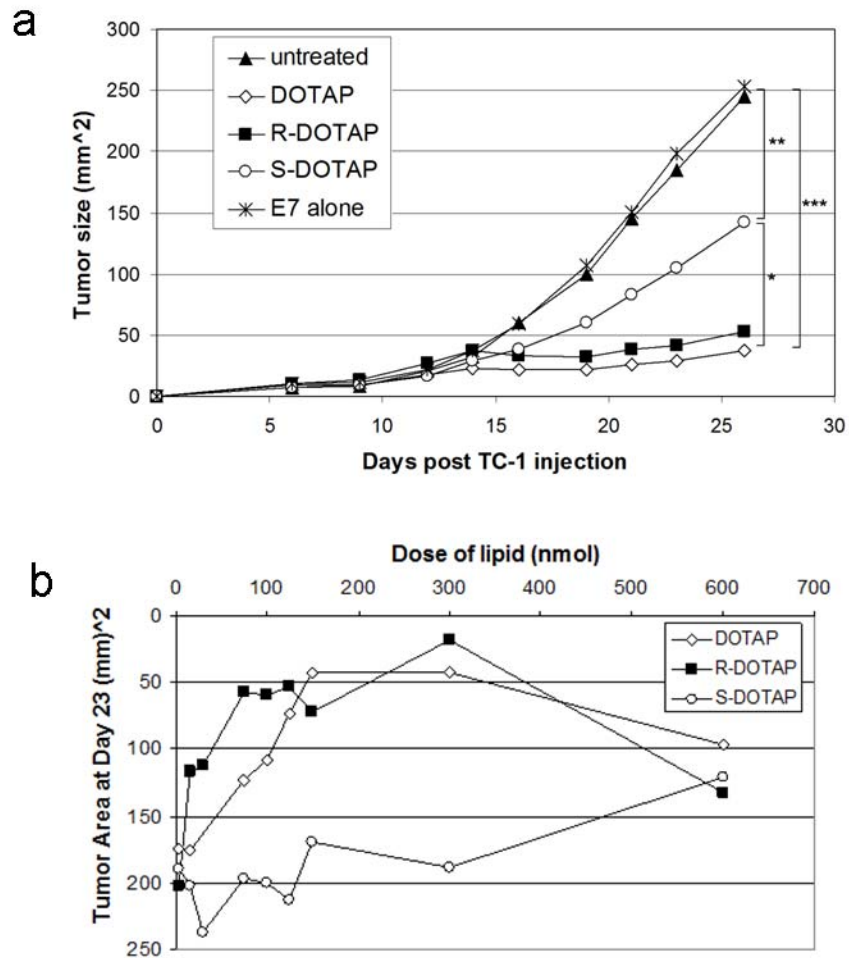 a
300
250
200
150
100
50
0
Tumor size (mm^2)
untreated
DOTAP
R-DOTAP
S-DOTAP
E7 alone
**
***
*
0 5 10 15 20 25 30
Days post TC-1 injection
b
Dose of lipid (nmol)
0 100 200 300 400 500 600 700
0
50
100
150
200
250
Tumor Area at Day 23 (mm)^2
DOTAP
R-DOTAP
S-DOTAP